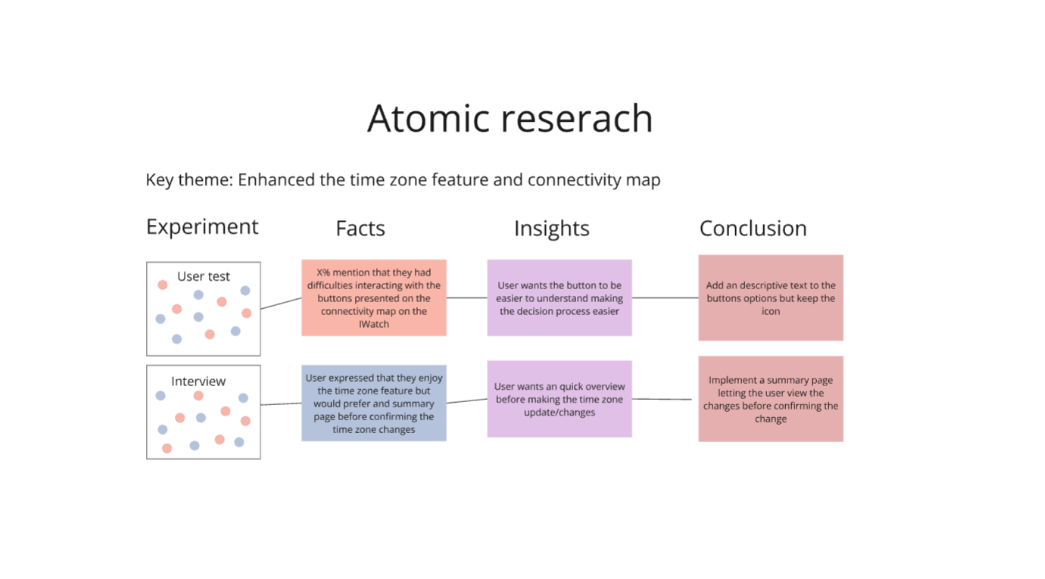 Atomic reserach
Key theme: Enhanced the time zone feature and connectivity map
Experiment
Facts
Insights
Conclusion
User test
X% mention that they had
difficulties interacting with the
buttons presented on the
connectivity map on the
IWatch
User wants the button to be
easier to understand making
the decision process easier
Add an descriptive text to the
buttons options but keep the
icon
Interview
User expressed that they enjoy
the time zone feature but
would prefer and summary
page before confirming the
time zone changes
User wants an quick overview
before making the time zone
update/changes
Implement a summary page
letting the user view the
changes before confirming the
change